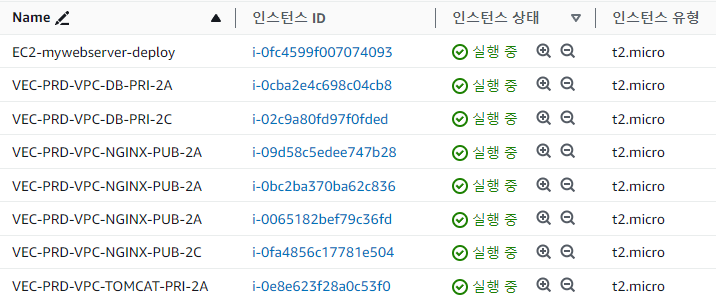 Name 인스턴스 ID 인스턴스 상태 인스턴스 유형
EC2-mywebserver-deploy i-0fc4599f007074093 실행 중 t2.micro
VEC-PRD-VPC-DB-PRI-2A i-0cba2e4c698c04cb8 실행 중 t2.micro
VEC-PRD-VPC-DB-PRI-2C i-02c9a80fd97f0fded 실행 중 t2.micro
VEC-PRD-VPC-NGINX-PUB-2A i-09d58c5edee747b28 실행 중 t2.micro
VEC-PRD-VPC-NGINX-PUB-2A i-0bc2ba370ba62c836 실행 중 t2.micro
VEC-PRD-VPC-NGINX-PUB-2A i-0065182bef79c36fd 실행 중 t2.micro
VEC-PRD-VPC-NGINX-PUB-2C i-0fa4856c17781e504 실행 중 t2.micro
VEC-PRD-VPC-TOMCAT-PRI-2A i-0e8e623f28a0c53f0 실행 중 t2.micro